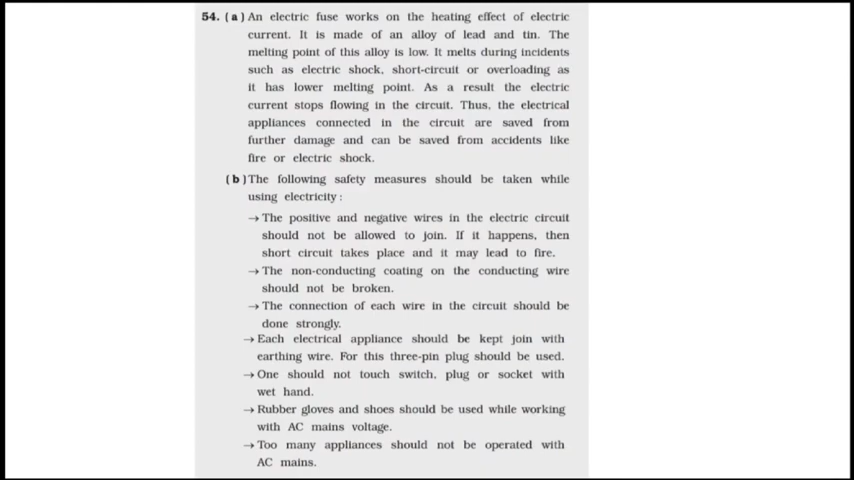 54. (a) An electric fuse works on the heating effect of electric
current. It is made of an alloy of lead and tin. The
melting point of this alloy is low. It melts during incidents
such as electric shock, short-circuit or overloading as
it has lower melting point. As a result the electric
current stops flowing in the circuit. Thus, the electrical
appliances connected in the circuit are saved from
further damage and can be saved from accidents like
fire or electric shock.
(b) The following safety measures should be taken while
using electricity :
→ The positive and negative wires in the electric circuit
should not be allowed to join. If it happens, then
short circuit takes place and it may lead to fire.
→ The non-conducting coating on the conducting wire
should not be broken.
→ The connection of each wire in the circuit should be
done strongly.
→ Each electrical appliance should be kept join with
earthing wire. For this three-pin plug should be used.
→ One should not touch switch, plug or socket with
wet hand.
→ Rubber gloves and shoes should be used while working
with AC mains voltage.
→ Too many appliances should not be operated with
AC mains.